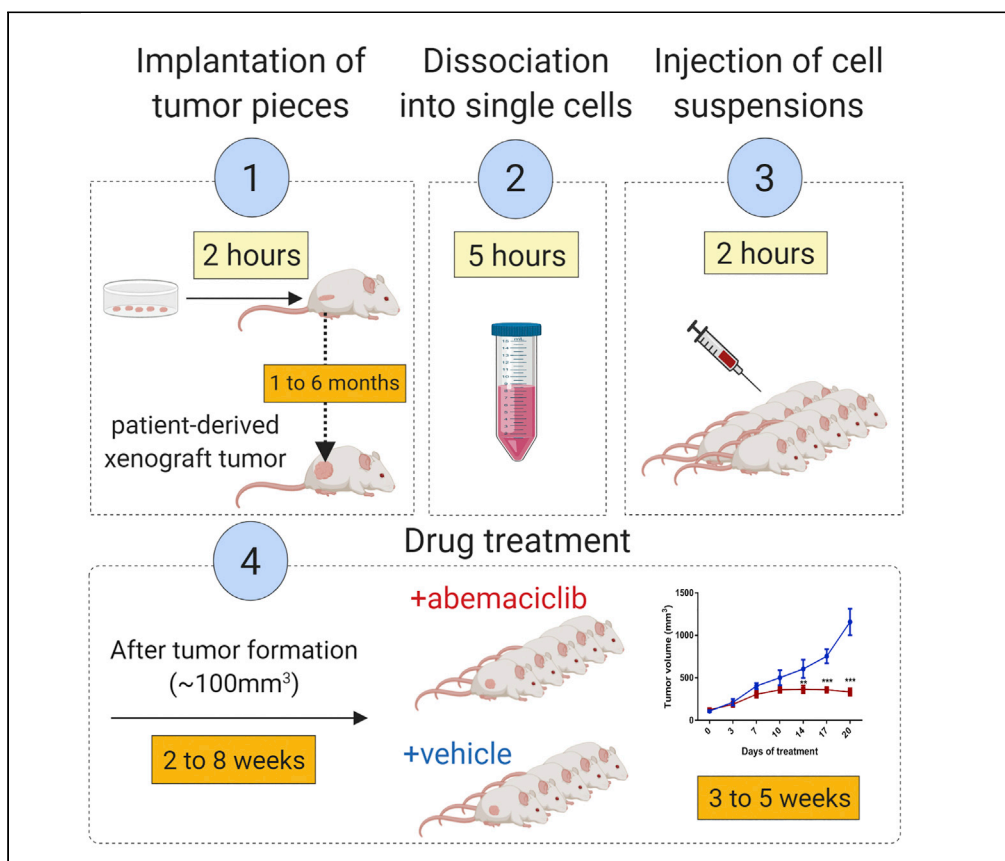 Implantation of
tumor pieces
Dissociation
into single cells
Injection of cell
suspensions
1
2
3
2 hours
5 hours
2 hours
1 to 6 months
patient-derived
xenograft tumor
4
Drug treatment
After tumor formation
(~100mm³)
2 to 8 weeks
+abemaciclib
+vehicle
Tumor volume (mm³)
1500
1000
500
0
** *** ***
0 3 7 10 14 17 20
Days of treatment
3 to 5 weeks